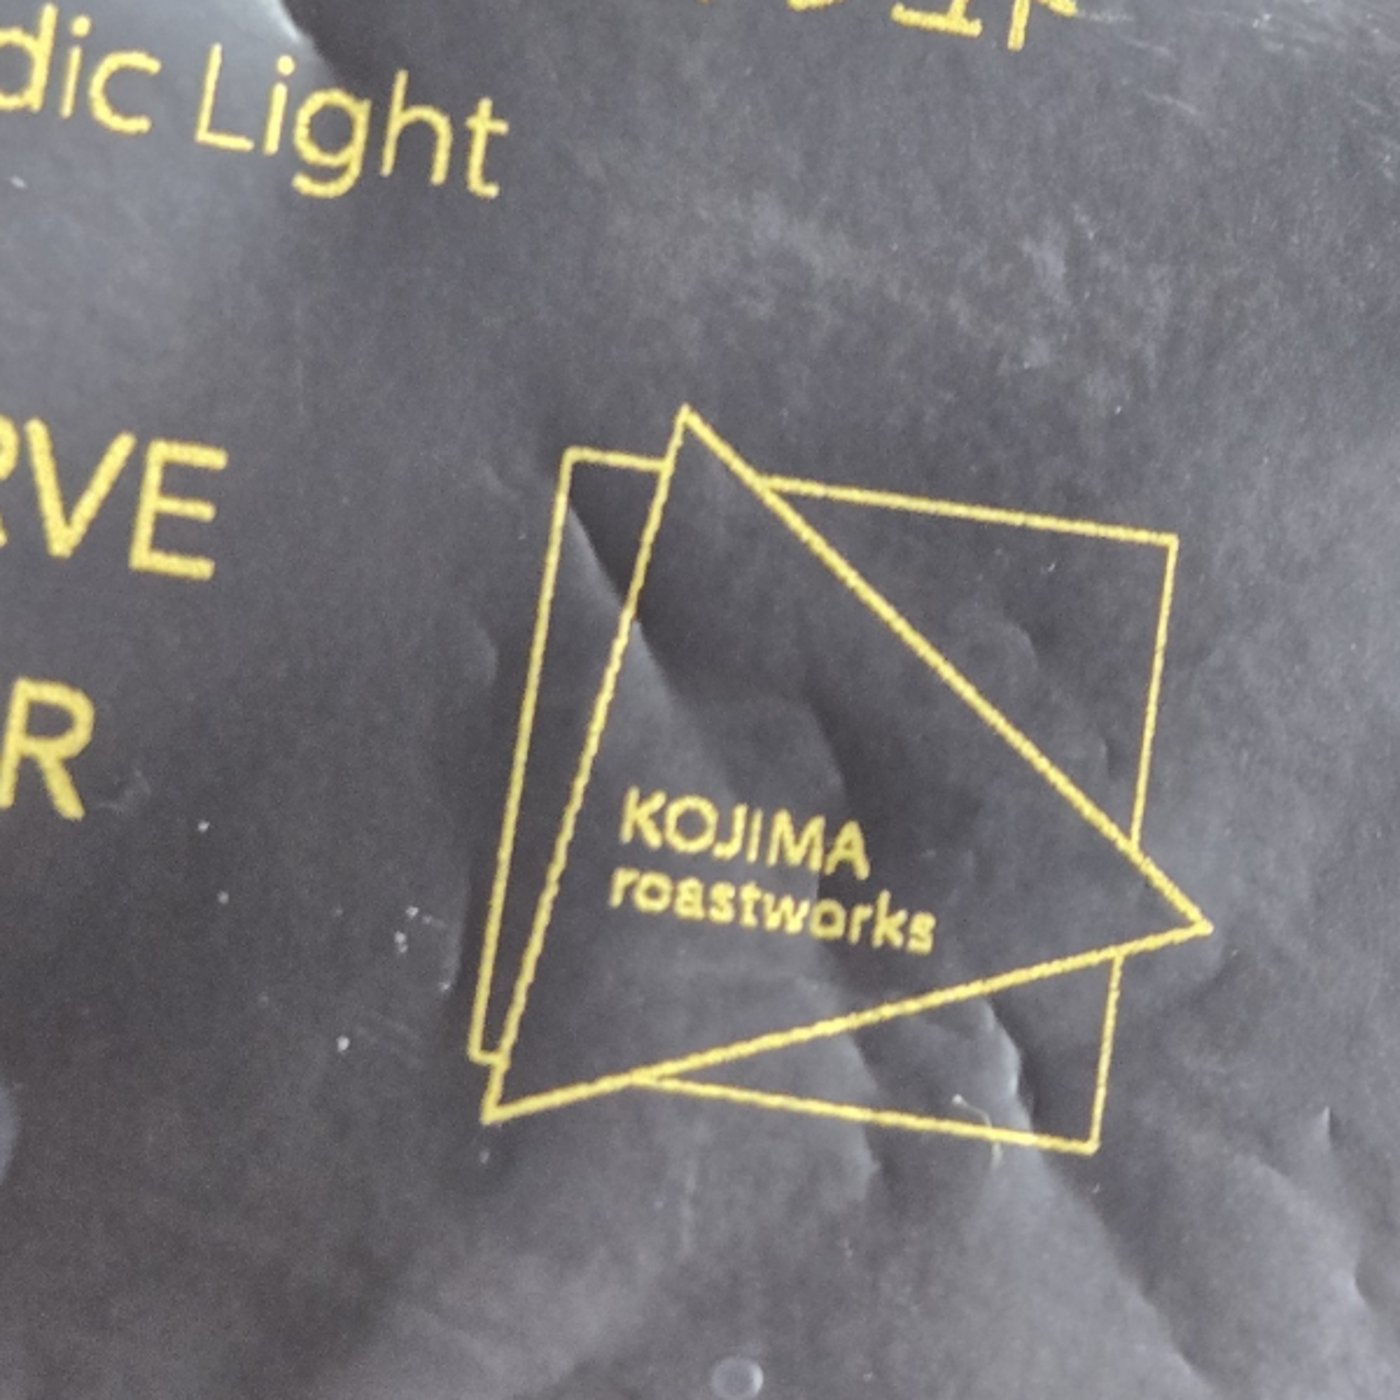 dic Light
RVE
R
KOJIMA
roastworks